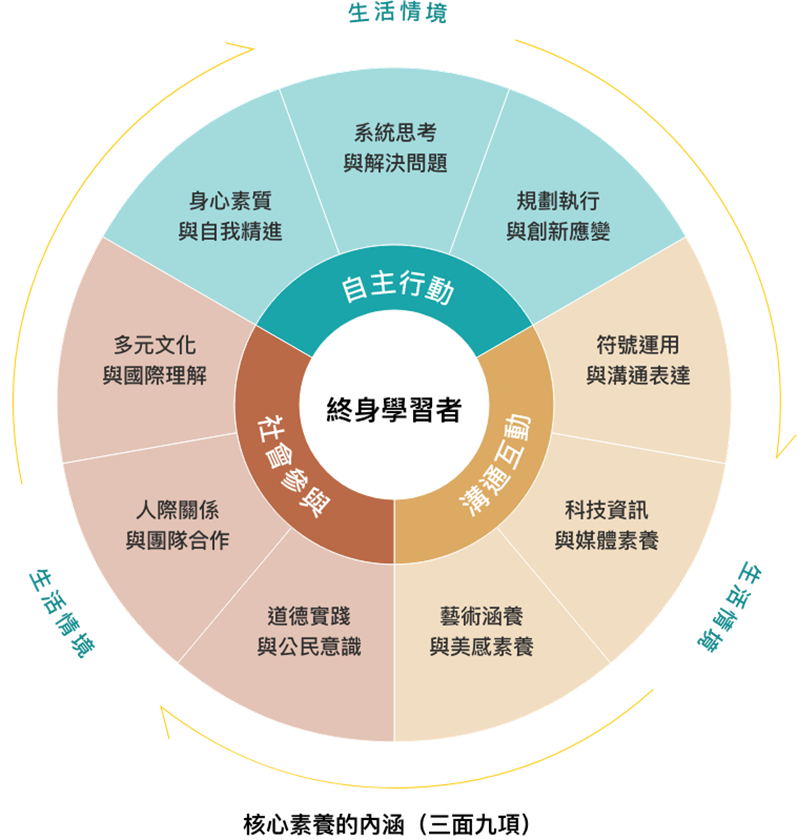 生活情境
系統思考
與解決問題
身心素質
與自我精進
規劃執行
與創新應變
自主行動
多元文化
與國際理解
符號運用
與溝通表達
終身學習者
社會參與
溝通互動
人際關係
與團隊合作
科技資訊
與媒體素養
生活情境
生活情境
道德實踐
與公民意識
藝術涵養
與美感素養
核心素養的內涵（三面九項）